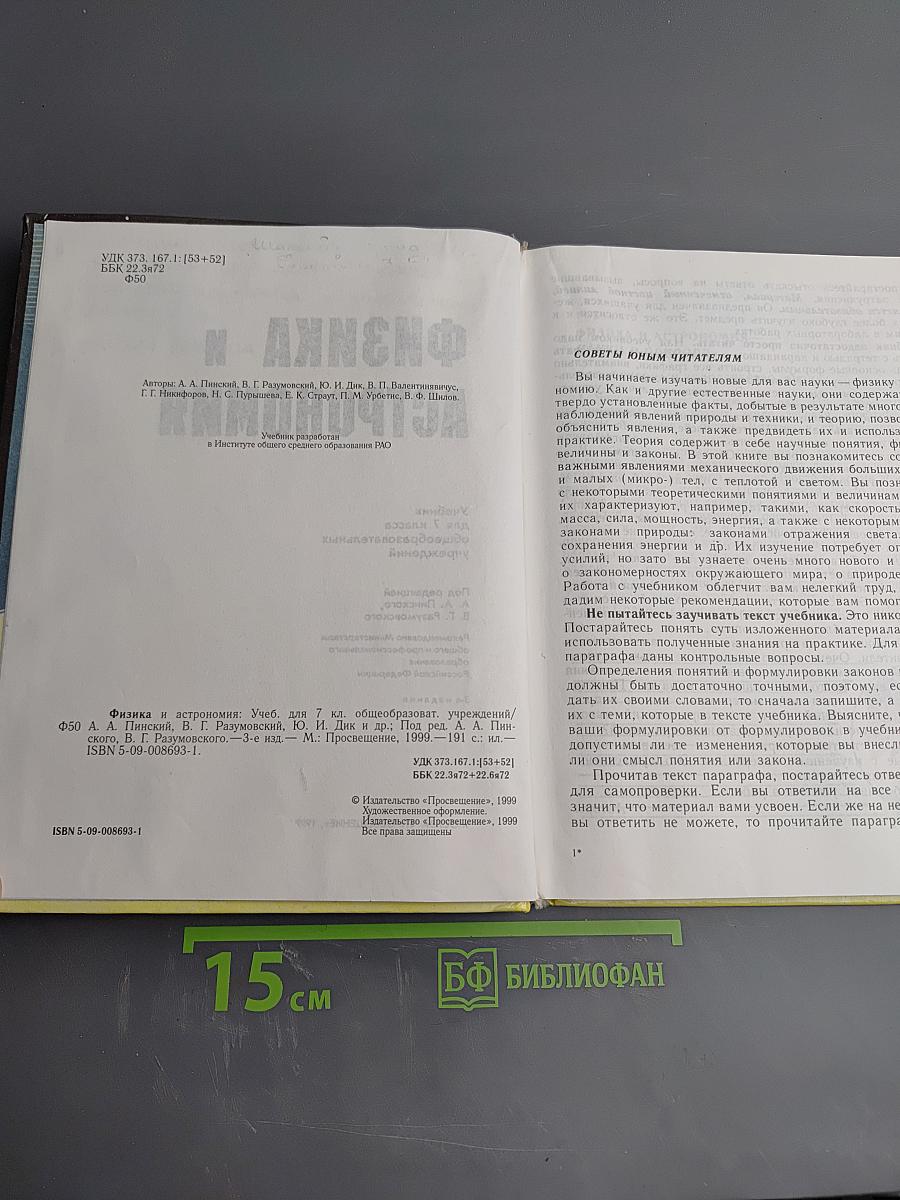 УДК 373. 167.1: [53+52]
ББК 22.3я72
Ф50
Авторы: А. А. Пинский, В. Г. Разумовский, Ю. И. Дик, В. П. Валентинявичус,
Г. Г. Никифоров, Н. С. Пурышева, Е. К. Страут, П. М. Урбетис, В. Ф. Шилов.
Учебник разработан
в Институте общего среднего образования РАО
Физика и астрономия: Учеб. для 7 кл. общеобразоват. учреждений/
Ф50 А. А. Пинский, В. Г. Разумовский, Ю. И. Дик и др.; Под ред. А. А. Пин-
ского, В. Г. Разумовского.—3-е изд.— М.: Просвещение, 1999.—191 с.: ил.—
ISBN 5-09-008693-1.
УДК 373.167.1:[53+52]
ББК 22.3я72+22.6я72
© Издательство «Просвещение», 1999
Художественное оформление.
Издательство «Просвещение», 1999
Все права защищены
ISBN 5-09-008693-1
СОВЕТЫ ЮНЫМ ЧИТАТЕЛЯМ
Вы начинаете изучать новые для вас науки — физику
номию. Как и другие естественные науки, они содержа
твердо установленные факты, добытые в результате мног
наблюдений явлений природы и техники, и теорию, позво
объяснить явления, а также предвидеть их и использ
практике. Теория содержит в себе научные понятия, ф
величины и законы. В этой книге вы познакомитесь с
важными явлениями механического движения больших
и малых (микро-) тел, с теплотой и светом. Вы позн
с некоторыми теоретическими понятиями и величинам
их характеризуют, например, такими, как скорость
масса, сила, мощность, энергия, а также с некоторым
законами природы: законами отражения света
сохранения энергии и др. Их изучение потребует оп
усилий, но зато вы узнаете очень много нового и
о закономерностях окружающего мира, о природе
Работа с учебником облегчит вам нелегкий труд,
дадим некоторые рекомендации, которые вам помог
Не пытайтесь заучивать текст учебника. Это нико
Постарайтесь понять суть изложенного материала
использовать полученные знания на практике. Для
параграфа даны контрольные вопросы.
Определения понятий и формулировки законов
должны быть достаточно точными, поэтому, ес
дать их своими словами, то сначала запишите, а
их с теми, которые в тексте учебника. Выясните, ч
ваши формулировки от формулировок в учебни
допустимы ли те изменения, которые вы внесл
ли они смысл понятия или закона.
Прочитав текст параграфа, постарайтесь отве
для самопроверки. Если вы ответили на все
значит, что материал вами усвоен. Если же на не
вы ответить не можете, то прочитайте парагра
1*
15 см
БФ БИБЛИОФАН